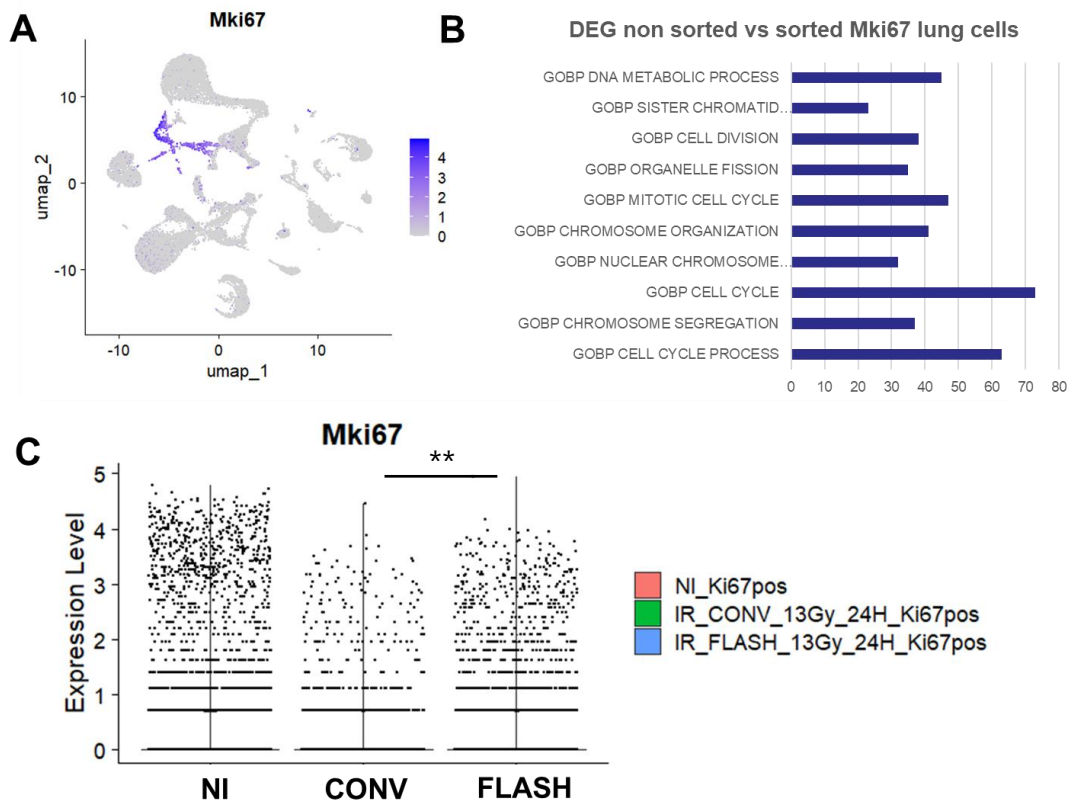 A
Mki67
umap_2
10
0
-10
-10
0
10
umap_1
4
3
2
1
0
B
DEG non sorted vs sorted Mki67 lung cells
GOBP DNA METABOLIC PROCESS
GOBP SISTER CHROMATID...
GOBP CELL DIVISION
GOBP ORGANELLE FISSION
GOBP MITOTIC CELL CYCLE
GOBP CHROMOSOME ORGANIZATION
GOBP NUCLEAR CHROMOSOME...
GOBP CELL CYCLE
GOBP CHROMOSOME SEGREGATION
GOBP CELL CYCLE PROCESS
0 10 20 30 40 50 60 70 80
C
Mki67
**
Expression Level
5
4
3
2
1
0
NI CONV FLASH
NI_Ki67pos
IR_CONV_13Gy_24H_Ki67pos
IR_FLASH_13Gy_24H_Ki67pos